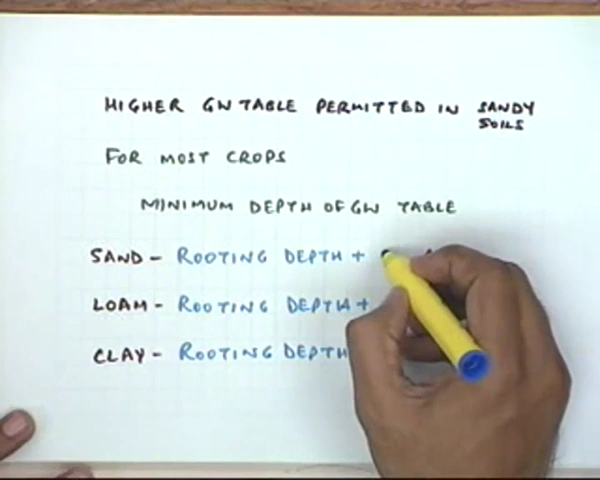 HIGHER GW TABLE PERMITTED IN SANDY
SOILS
FOR MOST CROPS
MINIMUM DEPTH OF GW TABLE
SAND - ROOTING DEPTH +
LOAM - ROOTING DEPTH +
CLAY - ROOTING DEPTH